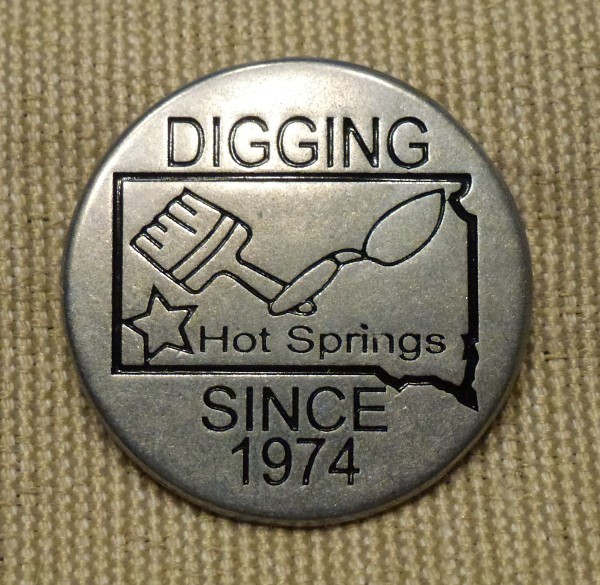 DIGGING
Hot Springs
SINCE
1974